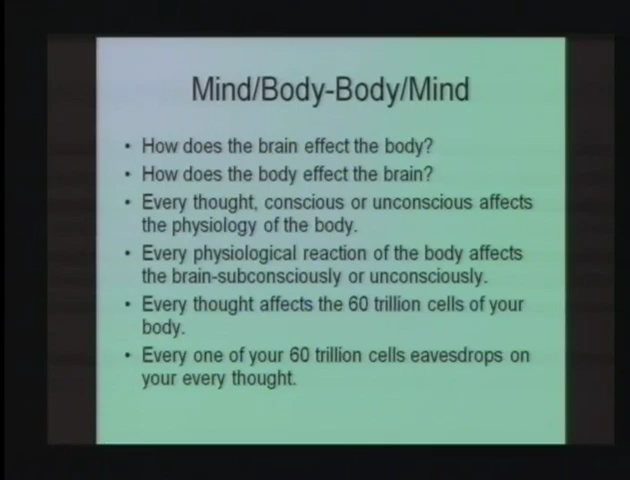 Mind/Body-Body/Mind
• How does the brain effect the body?
• How does the body effect the brain?
• Every thought, conscious or unconscious affects
the physiology of the body.
• Every physiological reaction of the body affects
the brain-subconsciously or unconsciously.
• Every thought affects the 60 trillion cells of your
body.
• Every one of your 60 trillion cells eavesdrops on
your every thought.